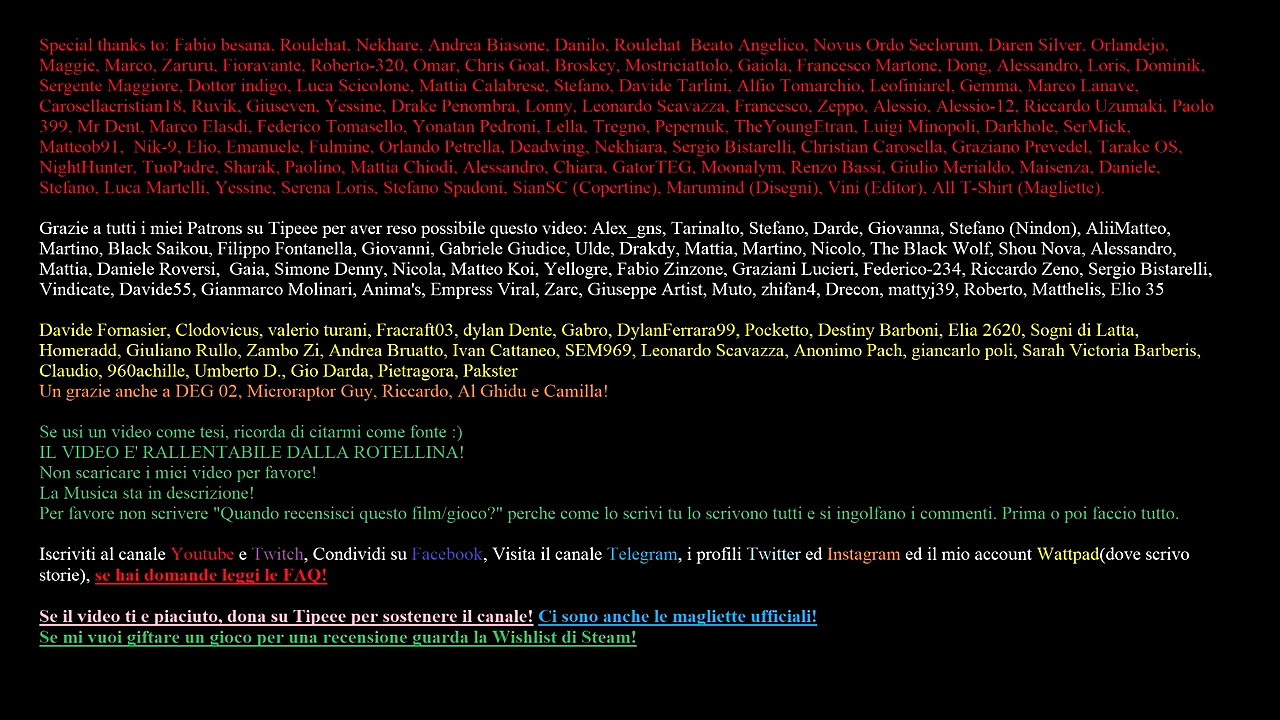 Special thanks to: Fabio besana, Roulehat, Nekhare, Andrea Biasone, Danilo, Roulehat  Beato Angelico, Novus Ordo Seclorum, Daren Silver, Orlandejo,
Maggie, Marco, Zaruru, Fioravante, Roberto-320, Omar, Chris Goat, Broskey, Mostriciattolo, Gaiola, Francesco Martone, Dong, Alessandro, Loris, Dominik,
Sergente Maggiore, Dottor indigo, Luca Scicolone, Mattia Calabrese, Stefano, Davide Tarlini, Alfio Tomarchio, Leofiniarel, Gemma, Marco Lanave,
Carosellacristian18, Ruvik, Giuseven, Yessine, Drake Penombra, Lonny, Leonardo Scavazza, Francesco, Zeppo, Alessio, Alessio-12, Riccardo Uzumaki, Paolo
399, Mr Dent, Marco Elasdi, Federico Tomasello, Yonatan Pedroni, Lella, Tregno, Pepernuk, TheYoungEtran, Luigi Minopoli, Darkhole, SerMick,
Matteob91,  Nik-9, Elio, Emanuele, Fulmine, Orlando Petrella, Deadwing, Nekhiara, Sergio Bistarelli, Christian Carosella, Graziano Prevedel, Tarake OS,
NightHunter, TuoPadre, Sharak, Paolino, Mattia Chiodi, Alessandro, Chiara, GatorTEG, Moonalym, Renzo Bassi, Giulio Merialdo, Maisenza, Daniele,
Stefano, Luca Martelli, Yessine, Serena Loris, Stefano Spadoni, SianSC (Copertine), Marumind (Disegni), Vini (Editor), All T-Shirt (Magliette).
Grazie a tutti i miei Patrons su Tipeee per aver reso possibile questo video: Alex_gns, Tarinalto, Stefano, Darde, Giovanna, Stefano (Nindon), AliiMatteo,
Martino, Black Saikou, Filippo Fontanella, Giovanni, Gabriele Giudice, Ulde, Drakdy, Mattia, Martino, Nicolo, The Black Wolf, Shou Nova, Alessandro,
Mattia, Daniele Roversi,  Gaia, Simone Denny, Nicola, Matteo Koi, Yellogre, Fabio Zinzone, Graziani Lucieri, Federico-234, Riccardo Zeno, Sergio Bistarelli,
Vindicate, Davide55, Gianmarco Molinari, Anima's, Empress Viral, Zarc, Giuseppe Artist, Muto, zhifan4, Drecon, mattyj39, Roberto, Matthelis, Elio 35
Davide Fornasier, Clodovicus, valerio turani, Fracraft03, dylan Dente, Gabro, DylanFerrara99, Pocketto, Destiny Barboni, Elia 2620, Sogni di Latta,
Homeradd, Giuliano Rullo, Zambo Zi, Andrea Bruatto, Ivan Cattaneo, SEM969, Leonardo Scavazza, Anonimo Pach, giancarlo poli, Sarah Victoria Barberis,
Claudio, 960achille, Umberto D., Gio Darda, Pietragora, Pakster
Un grazie anche a DEG 02, Microraptor Guy, Riccardo, Al Ghidu e Camilla!
Se usi un video come tesi, ricorda di citarmi come fonte :)
IL VIDEO E' RALLENTABILE DALLA ROTELLINA!
Non scaricare i miei video per favore!
La Musica sta in descrizione!
Per favore non scrivere "Quando recensisci questo film/gioco?" perche come lo scrivi tu lo scrivono tutti e si ingolfano i commenti. Prima o poi faccio tutto.
Iscriviti al canale Youtube e Twitch, Condividi su Facebook, Visita il canale Telegram, i profili Twitter ed Instagram ed il mio account Wattpad(dove scrivo
storie), se hai domande leggi le FAQ!
Se il video ti e piaciuto, dona su Tipeee per sostenere il canale! Ci sono anche le magliette ufficiali!
Se mi vuoi giftare un gioco per una recensione guarda la Wishlist di Steam!